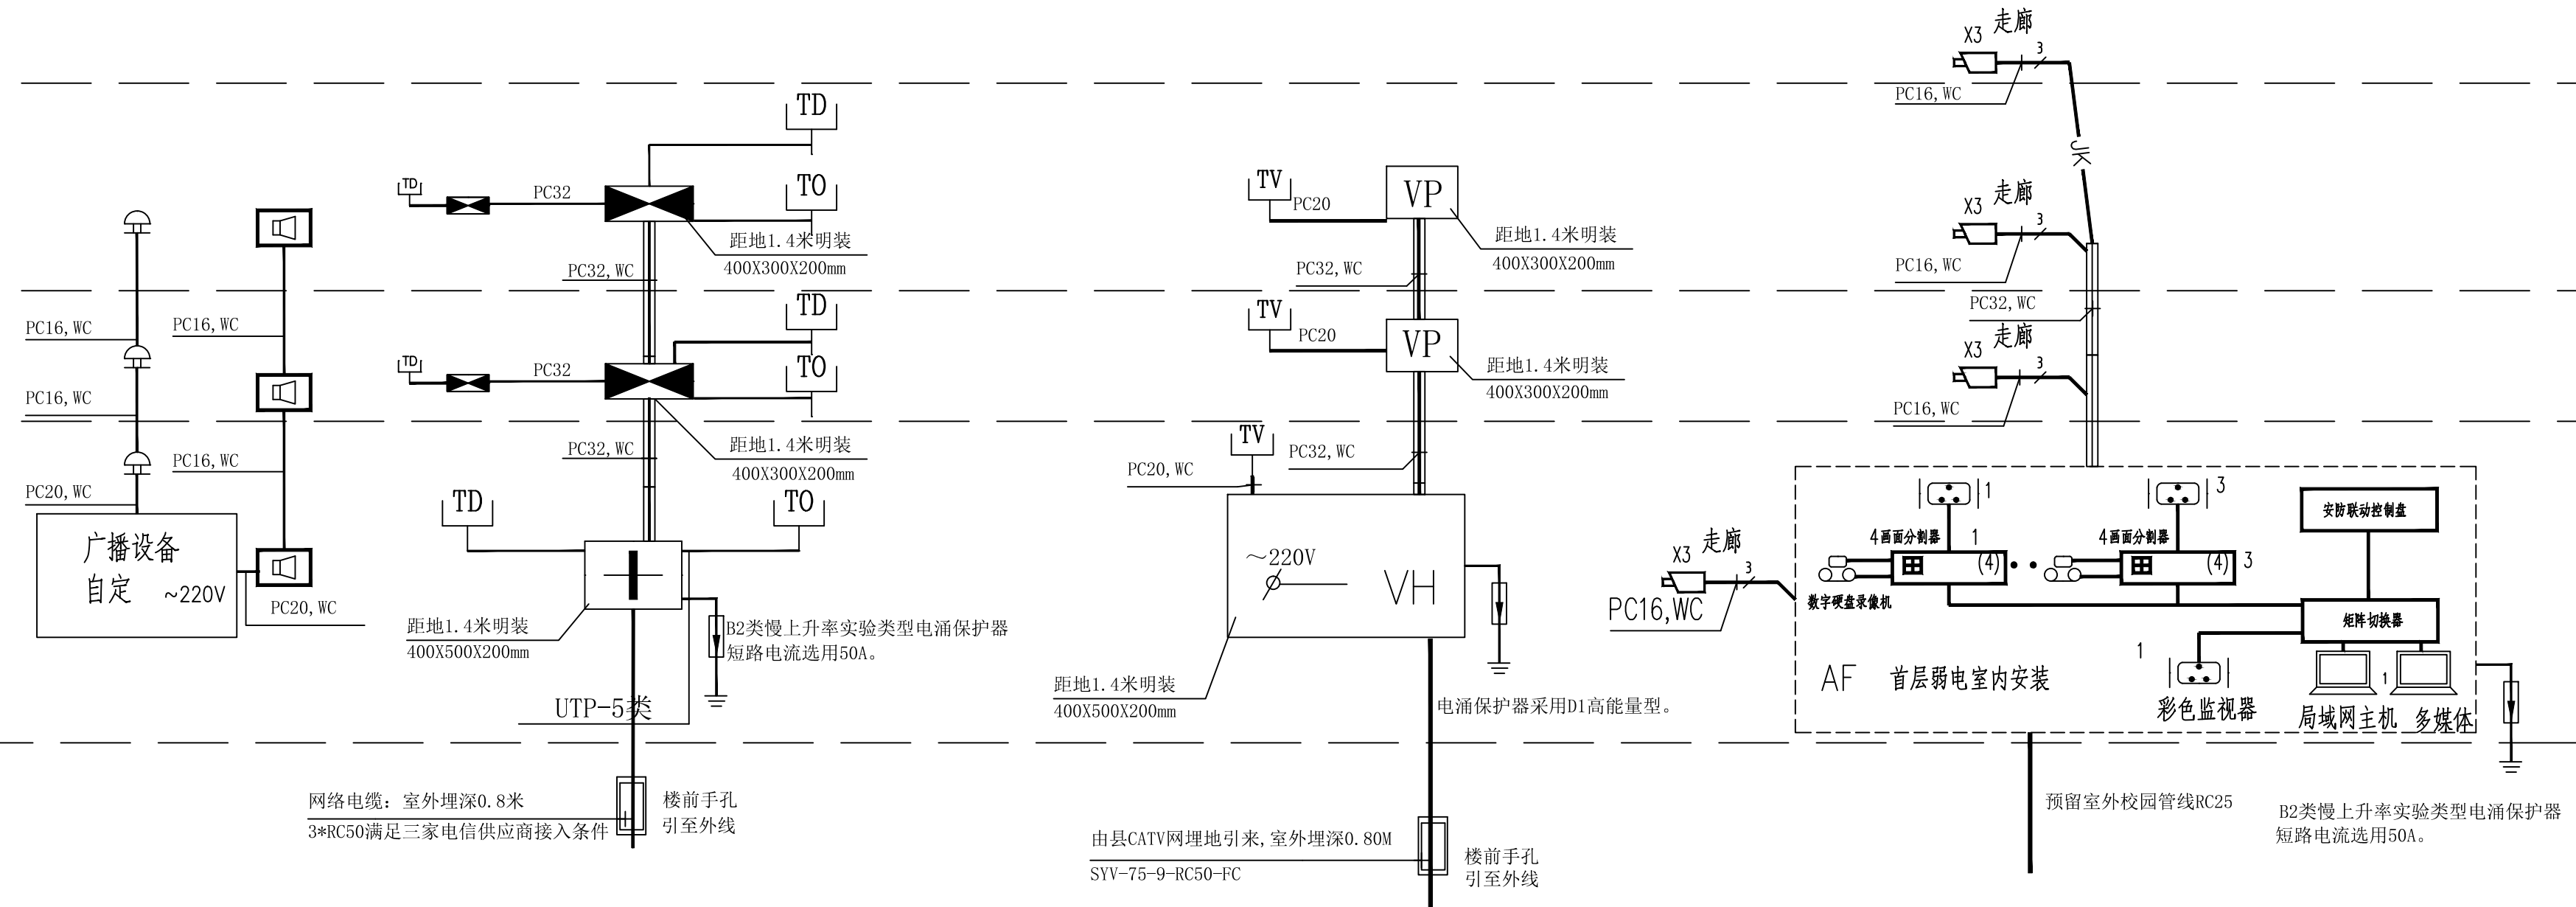 PC16,WC
PC16,WC
PC16,WC
PC16,WC
PC20,WC
广播设备
自定 ~220V
PC20,WC
TD
TO
TD
PC32
距地1.4米明装
400X300X200mm
PC32,WC
TD
TO
TD
PC32
距地1.4米明装
400X300X200mm
PC32,WC
TD
TO
距地1.4米明装
400X500X200mm
B2类慢上升率实验类型电涌保护器
短路电流选用50A。
UTP-5类
网络电缆：室外埋深0.8米
3*RC50满足三家电信供应商接入条件
楼前手孔
引至外线
TV
PC20
VP
距地1.4米明装
400X300X200mm
PC32,WC
TV
PC20
VP
距地1.4米明装
400X300X200mm
TV
PC32,WC
PC20,WC
~220V
VH
距地1.4米明装
400X500X200mm
电涌保护器采用D1高能量型。
由县CATV网埋地引来,室外埋深0.80M
SYV-75-9-RC50-FC
楼前手孔
引至外线
X3 走廊
3
PC16,WC
JK
X3 走廊
3
PC16,WC
PC32,WC
X3 走廊
3
PC16,WC
X3 走廊
3
PC16,WC
1
3
4画面分割器 1
(4)
4画面分割器
(4) 3
安防联动控制盘
数字硬盘录像机
矩阵切换器
1
1
AF 首层弱电室内安装
彩色监视器
局域网主机
多媒体
预留室外校园管线RC25
B2类慢上升率实验类型电涌保护器
短路电流选用50A。